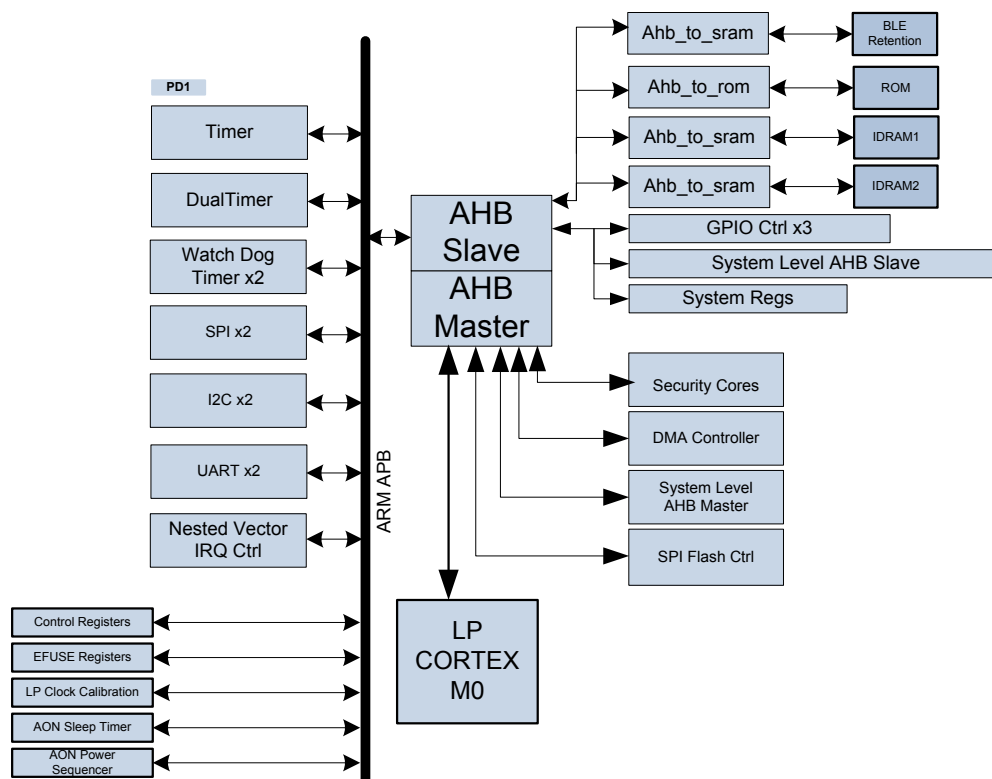 PD1
Timer
DualTimer
Watch Dog
Timer x2
SPI x2
I2C x2
UART x2
Nested Vector
IRQ Ctrl
Control Registers
EFUSE Registers
LP Clock Calibration
AON Sleep Timer
AON Power
Sequencer
ARM APB
AHB
Slave
AHB
Master
LP
CORTEX
M0
Ahb_to_sram
BLE
Retention
Ahb_to_rom
ROM
Ahb_to_sram
IDRAM1
Ahb_to_sram
IDRAM2
GPIO Ctrl x3
System Level AHB Slave
System Regs
Security Cores
DMA Controller
System Level
AHB Master
SPI Flash Ctrl